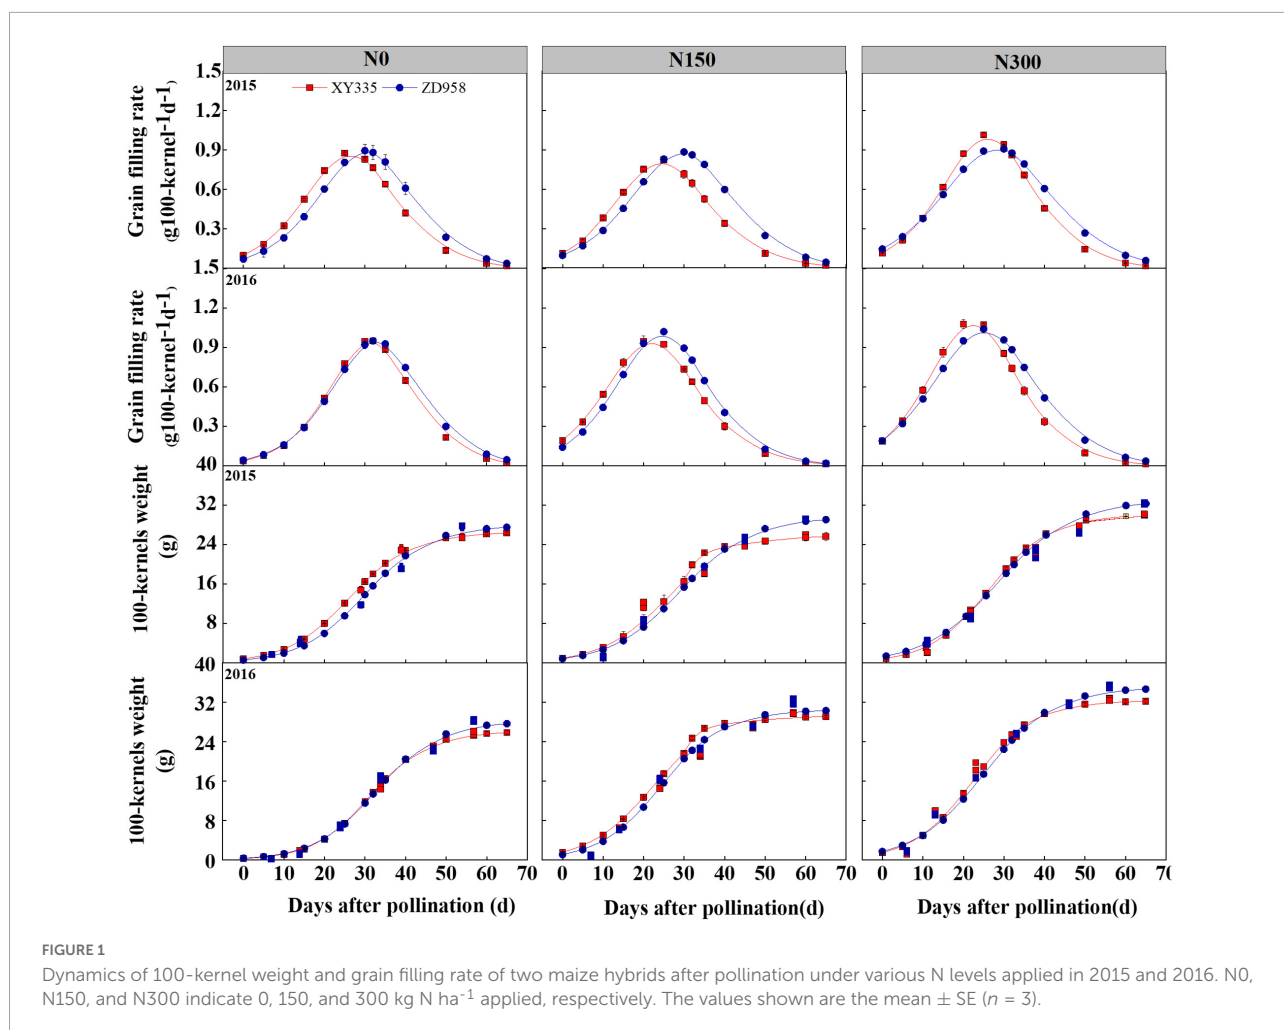 N0 N150 N300
1.5
2015 XY335 ZD958
1.2
0.9
0.6
0.3
Grain filling rate
(g100-kernel-1d-1)
1.5
2016
1.2
0.9
0.6
0.3
Grain filling rate
(g100-kernel-1d-1)
40
2015
32
24
16
8
100-kernels weight
(g)
40
2016
32
24
16
8
0
100-kernels weight
(g)
0 10 20 30 40 50 60 70 0 10 20 30 40 50 60 70 0 10 20 30 40 50 60 70
Days after pollination (d) Days after pollination(d) Days after pollination(d)
FIGURE 1
Dynamics of 100-kernel weight and grain filling rate of two maize hybrids after pollination under various N levels applied in 2015 and 2016. N0,
N150, and N300 indicate 0, 150, and 300 kg N ha-1 applied, respectively. The values shown are the mean ± SE (n = 3).